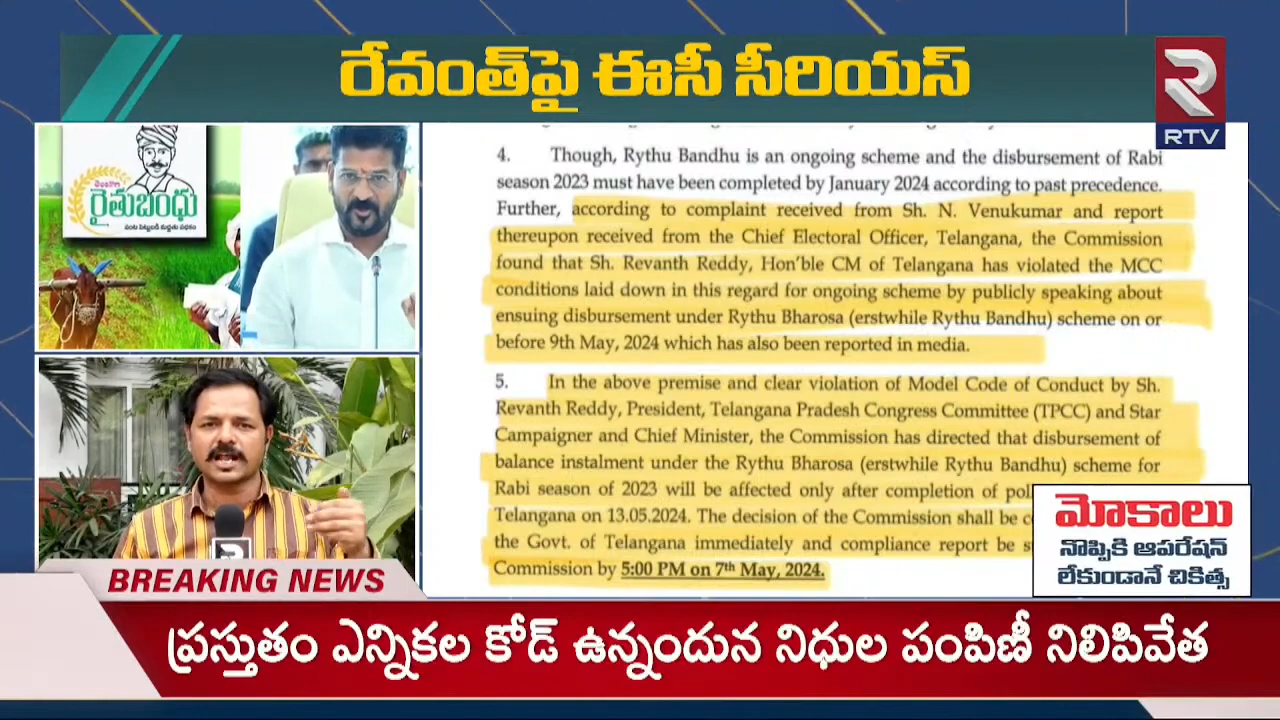 రేవంత్‌పై ఈసీ సీరియస్
RTV
తెలంగాణ
రైతుబంధు
పంట పెట్టుబడి మద్దతు పథకం
4. Though, Rythu Bandhu is an ongoing scheme and the disbursement of Rabi
season 2023 must have been completed by January 2024 according to past precedence.
Further, according to complaint received from Sh. N. Venukumar and report
thereupon received from the Chief Electoral Officer, Telangana, the Commission
found that Sh. Revanth Reddy, Hon'ble CM of Telangana has violated the MCC
conditions laid down in this regard for ongoing scheme by publicly speaking about
ensuing disbursement under Rythu Bharosa (erstwhile Rythu Bandhu) scheme on or
before 9th May, 2024 which has also been reported in media.
5. In the above premise and clear violation of Model Code of Conduct by Sh.
Revanth Reddy, President, Telangana Pradesh Congress Committee (TPCC) and Star
Campaigner and Chief Minister, the Commission has directed that disbursement of
balance instalment under the Rythu Bharosa (erstwhile Rythu Bandhu) scheme for
Rabi season of 2023 will be affected only after completion of pol
Telangana on 13.05.2024. The decision of the Commission shall be
the Govt. of Telangana immediately and compliance report be
Commission by 5:00 PM on 7th May, 2024.
మోకాలు
నొప్పికి ఆపరేషన్
లేకుండానే చికిత్స
BREAKING NEWS
ప్రస్తుతం ఎన్నికల కోడ్ ఉన్నందున నిధుల పంపిణీ నిలిపివేత